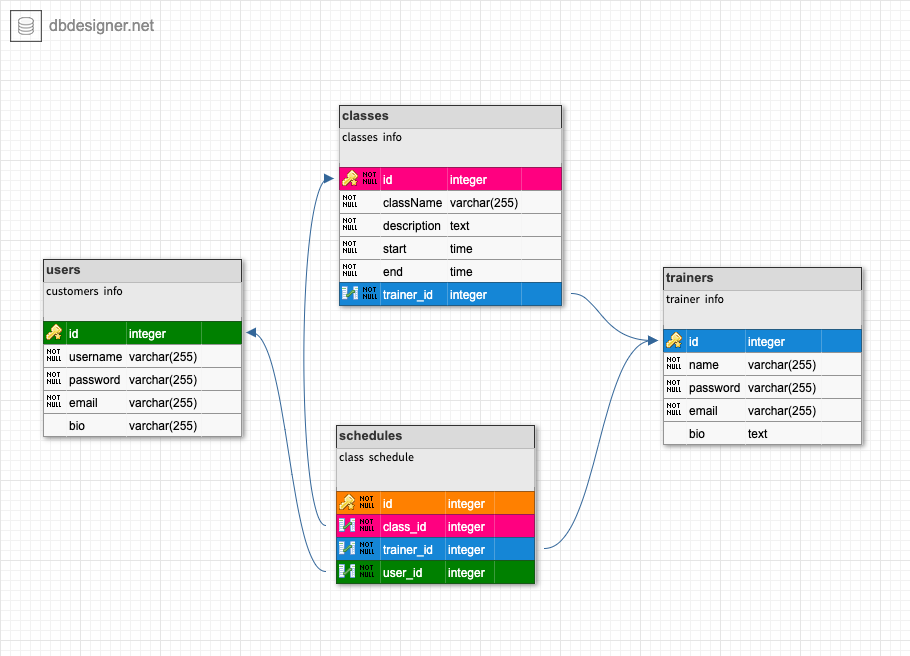 dbdesigner.net
classes
classes info
NOT NULL id integer
NOT NULL className varchar(255)
NOT NULL description text
NOT NULL start time
NOT NULL end time
NOT NULL trainer_id integer
users
customers info
id integer
NOT NULL username varchar(255)
NOT NULL password varchar(255)
NOT NULL email varchar(255)
bio varchar(255)
trainers
trainer info
id integer
NOT NULL name varchar(255)
NOT NULL password varchar(255)
NOT NULL email varchar(255)
bio text
schedules
class schedule
NOT NULL id integer
NOT NULL class_id integer
NOT NULL trainer_id integer
NOT NULL user_id integer